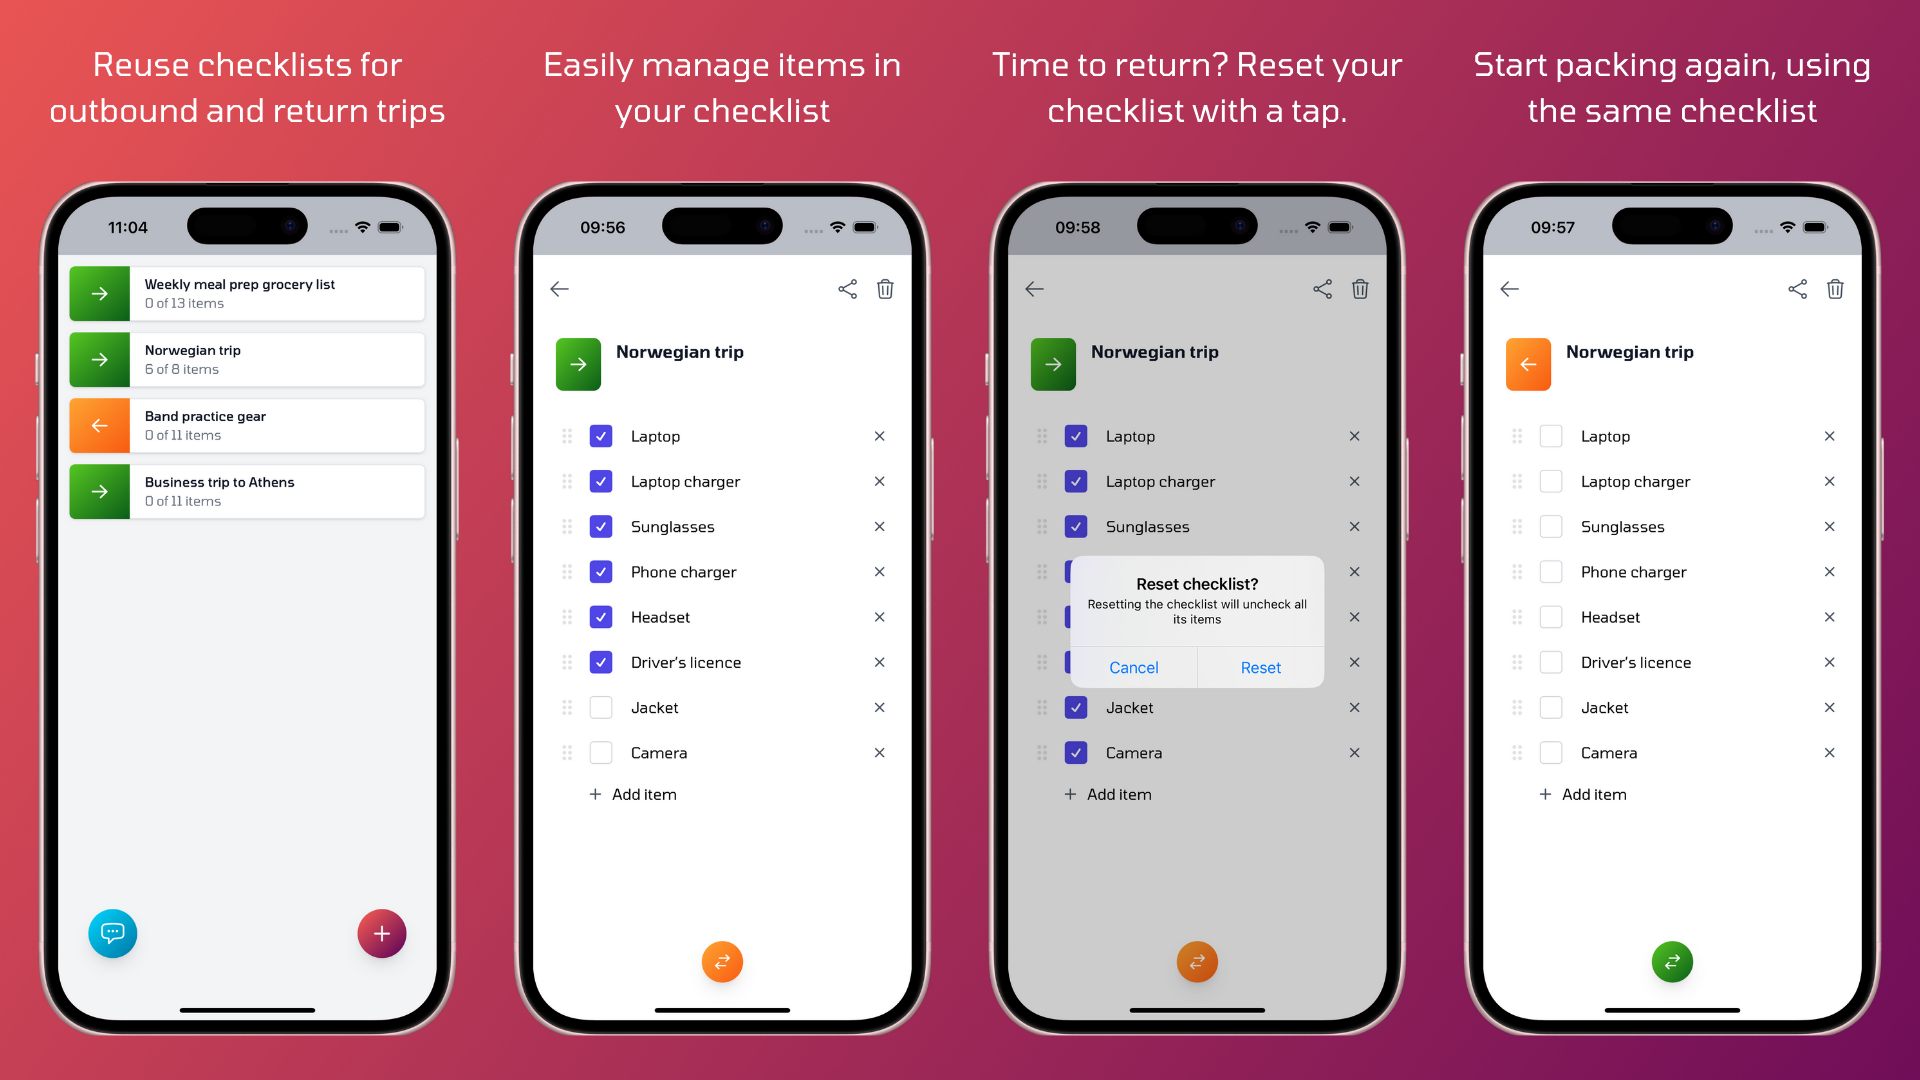 Reuse checklists for
outbound and return trips
11:04
Weekly meal prep grocery list
0 of 13 items
Norwegian trip
6 of 8 items
Band practice gear
0 of 11 items
Business trip to Athens
0 of 11 items
Easily manage items in
your checklist
09:56
Norwegian trip
Laptop
Laptop charger
Sunglasses
Phone charger
Headset
Driver's licence
Jacket
Camera
+ Add item
Time to return? Reset your
checklist with a tap.
09:58
Norwegian trip
Laptop
Laptop charger
Sunglasses
Reset checklist?
Resetting the checklist will uncheck all
its items
Cancel Reset
Jacket
Camera
+ Add item
Start packing again, using
the same checklist
09:57
Norwegian trip
Laptop
Laptop charger
Sunglasses
Phone charger
Headset
Driver's licence
Jacket
Camera
+ Add item